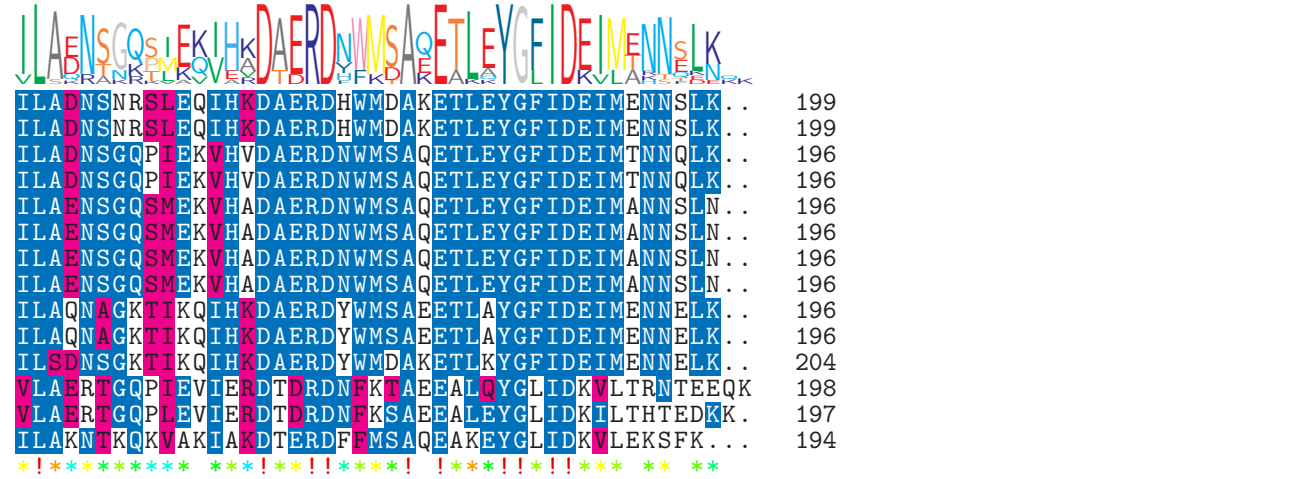 ILAENSGQSIEKIHKDAERDNWMSAQETLEYGFIDEIMENNSLK
ILADNSNRSLEQIHKDAERDHWMDAKETLEYGFIDEIMENNSLK.. 199
ILADNSNRSLEQIHKDAERDHWMDAKETLEYGFIDEIMENNSLK.. 199
ILADNSGQPIEKVHVDAERDNWMSAQETLEYGFIDEIMTNNQLK.. 196
ILADNSGQPIEKVHVDAERDNWMSAQETLEYGFIDEIMTNNQLK.. 196
ILAENSGQSMEKVHADAERDNWMSAQETLEYGFIDEIMANNSLN.. 196
ILAENSGQSMEKVHADAERDNWMSAQETLEYGFIDEIMANNSLN.. 196
ILAENSGQSMEKVHADAERDNWMSAQETLEYGFIDEIMANNSLN.. 196
ILAENSGQSMEKVHADAERDNWMSAQETLEYGFIDEIMANNSLN.. 196
ILAQNAGKTIKQIHKDAERDYWMSAEETLAYGFIDEIMENNELK.. 196
ILAQNAGKTIKQIHKDAERDYWMSAEETLAYGFIDEIMENNELK.. 196
ILSDNSGKTIKQIHKDAERDYWMDAKETLKYGFIDEIMENNELK.. 204
VLAERTGQPIEVIERDTDRDNFKTAEEALQYGLIDKVLTRNTEEQK 198
VLAERTGQPLEVIERDTDRDNFKSAEEALEYGLIDKILTHTEDKK. 197
ILAKNTKQKVAKIAKDTERDFFMSAQEAKEYGLIDKVLEKSFK... 194
*!********* ***!**!!****! !***!!*!!*** ** **